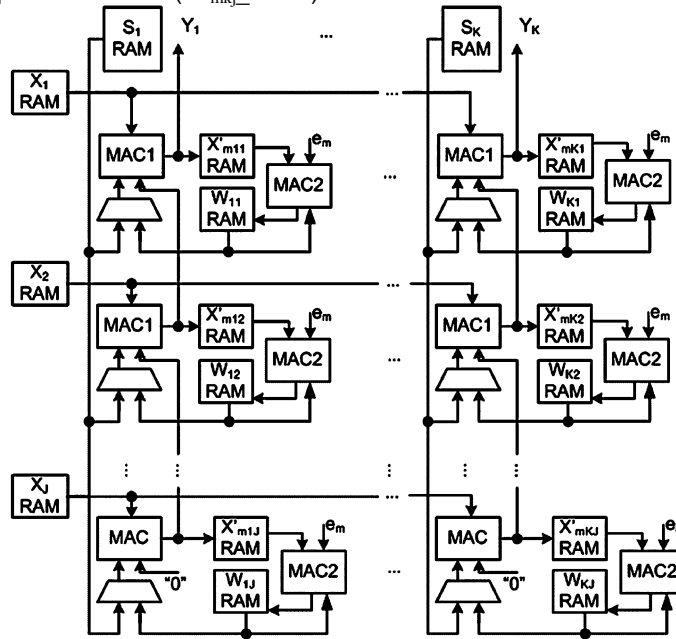 S1 RAM
Y1
...
SK RAM
YK
X1 RAM
...
MAC1
X'm11 RAM
em
MAC2
W11 RAM
...
MAC1
X'mK1 RAM
em
MAC2
WK1 RAM
X2 RAM
...
MAC1
X'm12 RAM
em
MAC2
W12 RAM
...
MAC1
X'mK2 RAM
em
MAC2
WK2 RAM
...
...
...
...
XJ RAM
...
MAC
X'm1J RAM
em
MAC2
"0"
W1J RAM
...
MAC
X'mKJ RAM
MAC2
"0"
WKJ RAM